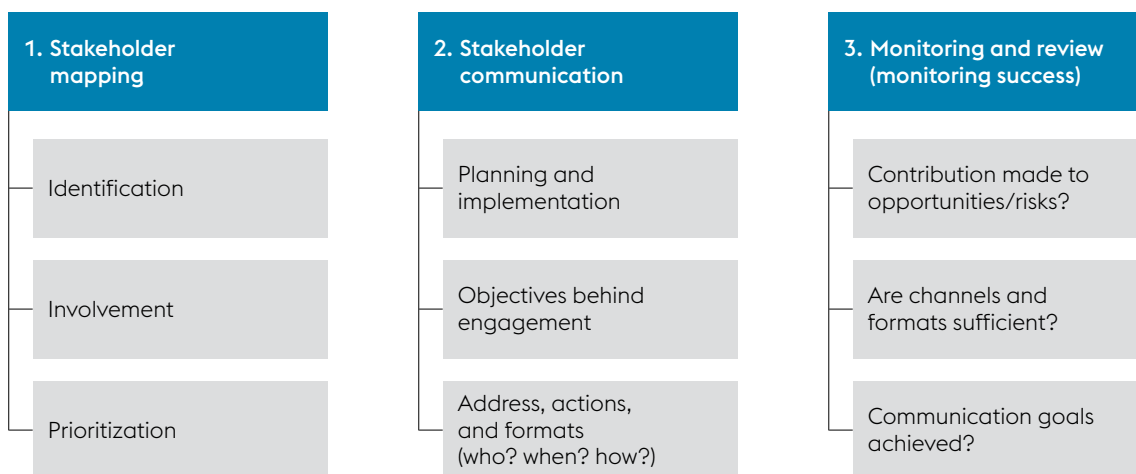 1. Stakeholder
mapping
Identification
Involvement
Prioritization
2. Stakeholder
communication
Planning and
implementation
Objectives behind
engagement
Address, actions,
and formats
(who? when? how?)
3. Monitoring and review
(monitoring success)
Contribution made to
opportunities/risks?
Are channels and
formats sufficient?
Communication goals
achieved?